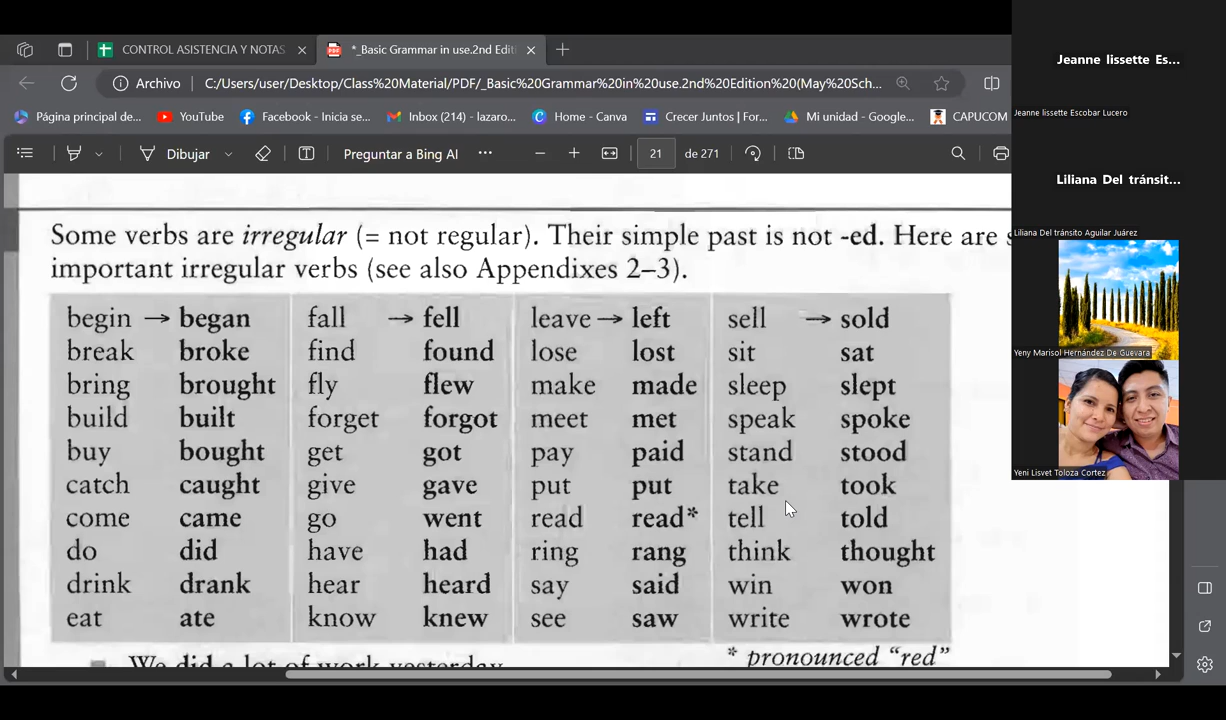 CONTROL ASISTENCIA Y NOTAS
*_Basic Grammar in use.2nd Editi
Archivo
C:/Users/user/Desktop/Class%20Material/PDF/_Basic%20Grammar%20in%20use.2nd%20Edition%20(May%20Sch...
Página principal de...
YouTube
Facebook - Inicia se...
Inbox (214) - lazaro...
Home - Canva
Crecer Juntos | For...
Mi unidad - Google...
CAPUCOM
Dibujar
Preguntar a Bing AI
21
de 271
Jeanne lissette Es...
Jeanne lissette Escobar Lucero
Liliana Del tránsit...
Liliana Del tránsito Aguilar Juárez
Yeny Marisol Hernández De Guevara
Yeni Lisvet Toloza Cortez
Some verbs are irregular (= not regular). Their simple past is not -ed. Here are s
important irregular verbs (see also Appendixes 2–3).
begin → began fall → fell leave → left sell → sold
break broke find found lose lost sit sat
bring brought fly flew make made sleep slept
build built forget forgot meet met speak spoke
buy bought get got pay paid stand stood
catch caught give gave put put take took
come came go went read read* tell told
do did have had ring rang think thought
drink drank hear heard say said win won
eat ate know knew see saw write wrote
* pronounced “red”
We did a lot of work yesterday